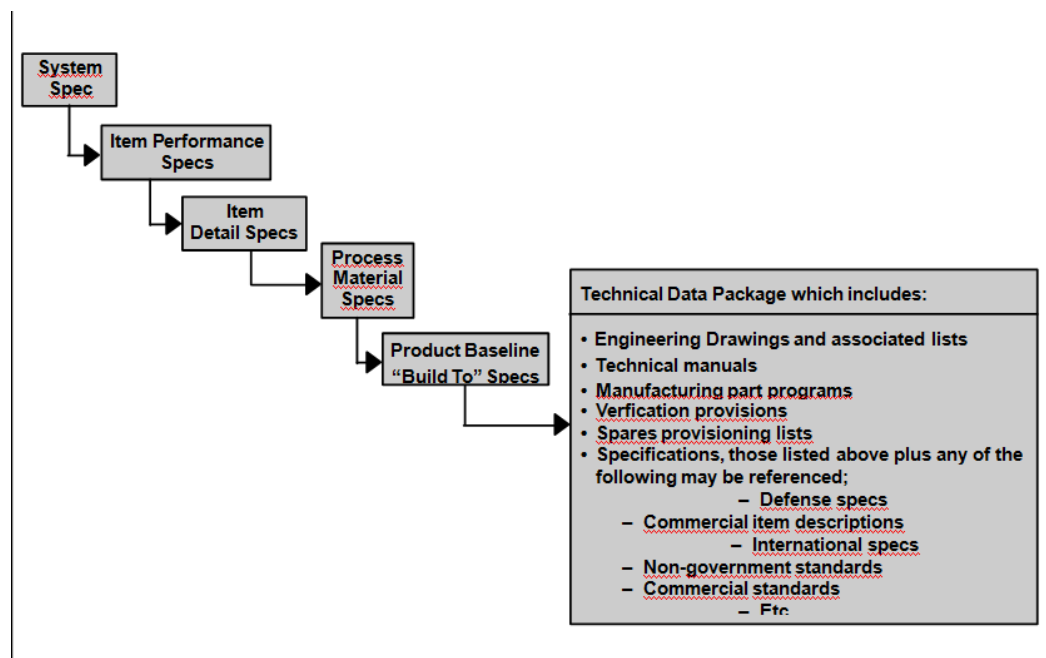 System
Spec
Item Performance
Specs
Item
Detail Specs
Process
Material
Specs
Product Baseline
“Build To” Specs
Technical Data Package which includes:
• Engineering Drawings and associated lists
• Technical manuals
• Manufacturing part programs
• Verfication provisions
• Spares provisioning lists
• Specifications, those listed above plus any of the
following may be referenced;
– Defense specs
– Commercial item descriptions
– International specs
– Non-government standards
– Commercial standards
– Etc